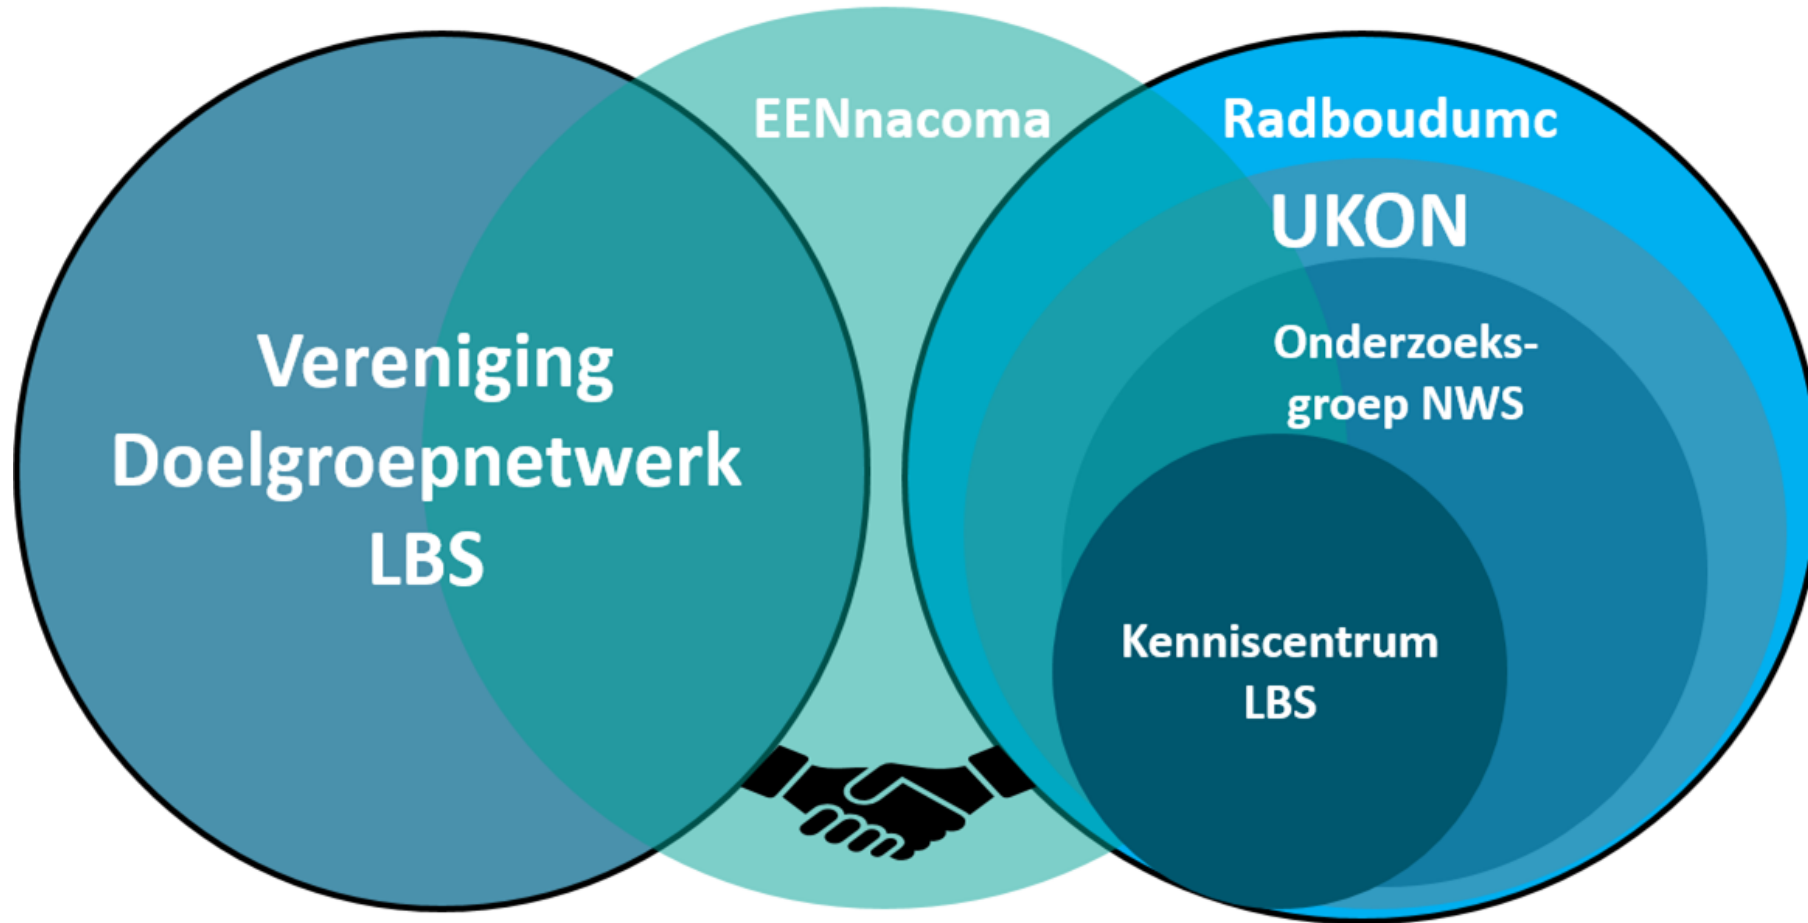 EENnacoma
Radboudumc
UKON
Vereniging
Doelgroepnetwerk
LBS
Onderzoeks-
groep NWS
Kenniscentrum
LBS